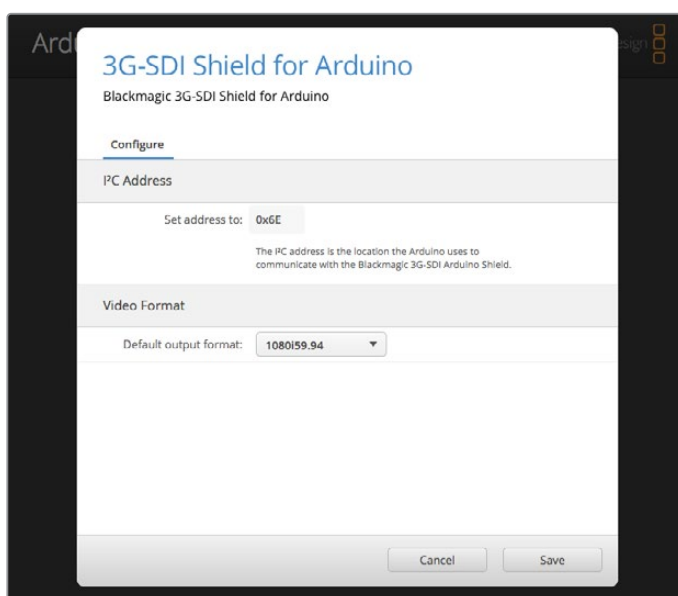 Ardu
esign
3G-SDI Shield for Arduino
Blackmagic 3G-SDI Shield for Arduino
Configure
I²C Address
Set address to: 0x6E
The I²C address is the location the Arduino uses to
communicate with the Blackmagic 3G-SDI Arduino Shield.
Video Format
Default output format: 1080i59.94
Cancel
Save